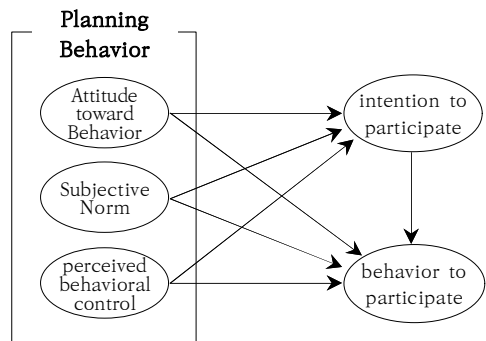 Planning
Behavior
Attitude
toward
Behavior
intention to
participate
Subjective
Norm
perceived
behavioral
control
behavior to
participate